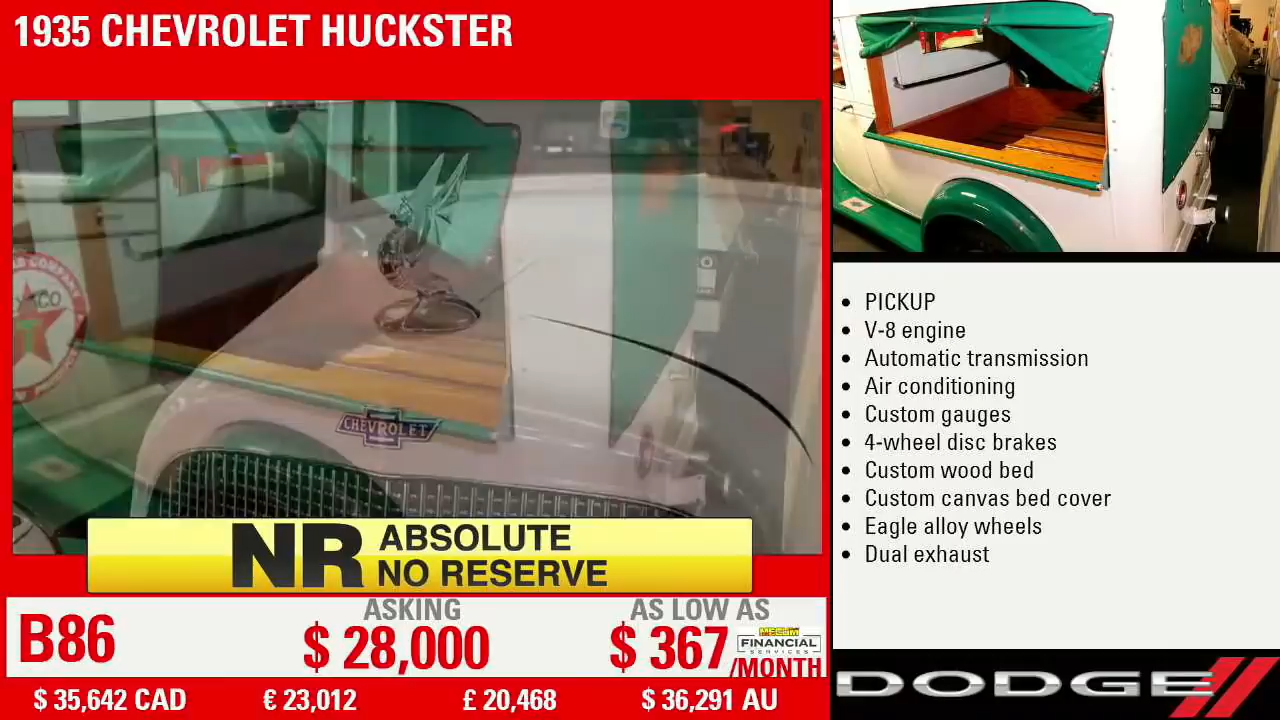 1935 CHEVROLET HUCKSTER
CHEVROLET
NR ABSOLUTE
NO RESERVE
B86
ASKING
$ 28,000
AS LOW AS
$ 367 /MONTH
MECUM
FINANCIAL
SERVICES
$ 35,642 CAD
€ 23,012
£ 20,468
$ 36,291 AU
• PICKUP
• V-8 engine
• Automatic transmission
• Air conditioning
• Custom gauges
• 4-wheel disc brakes
• Custom wood bed
• Custom canvas bed cover
• Eagle alloy wheels
• Dual exhaust
DODGE